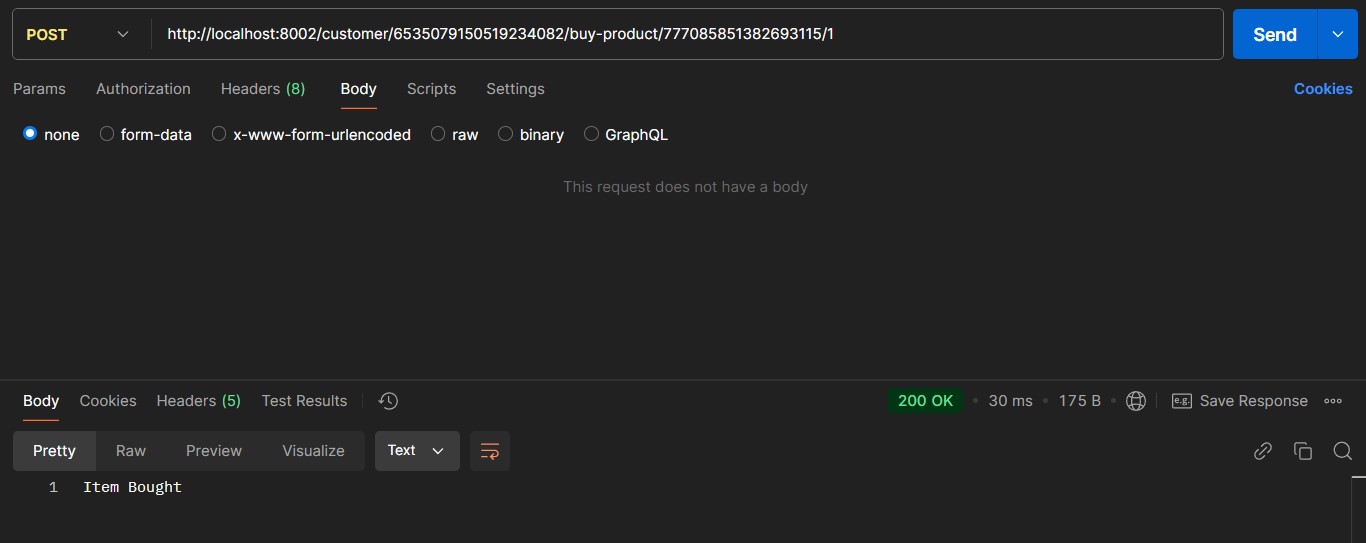 POST http://localhost:8002/customer/6535079150519234082/buy-product/777085851382693115/1 Send
Params Authorization Headers (8) Body Scripts Settings Cookies
none form-data x-www-form-urlencoded raw binary GraphQL
This request does not have a body
Body Cookies Headers (5) Test Results 200 OK • 30 ms • 175 B • e.g. Save Response
Pretty Raw Preview Visualize Text
1 Item Bought